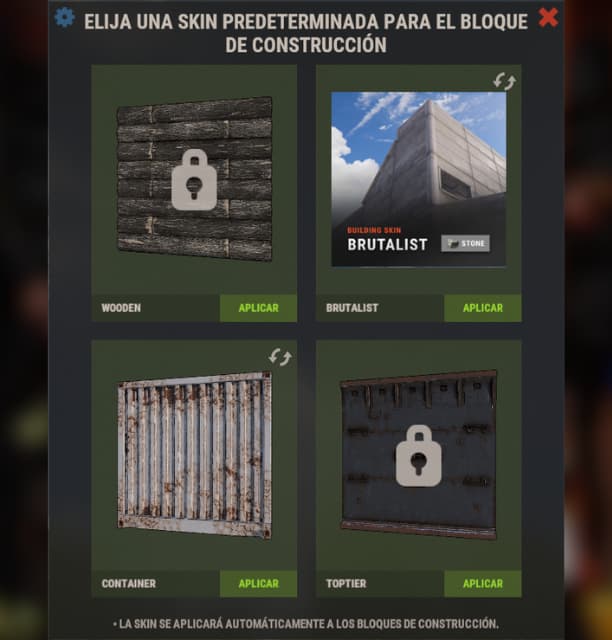 ELIJA UNA SKIN PREDETERMINADA PARA EL BLOQUE
DE CONSTRUCCIÓN
BUILDING SKIN
BRUTALIST
STONE
WOODEN
APLICAR
BRUTALIST
APLICAR
CONTAINER
APLICAR
TOPTIER
APLICAR
• LA SKIN SE APLICARÁ AUTOMÁTICAMENTE A LOS BLOQUES DE CONSTRUCCIÓN.